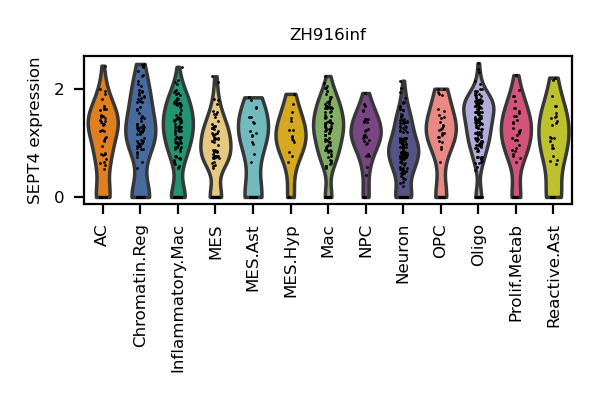 ZH916inf
SEPT4 expression
2
0
AC
Chromatin.Reg
Inflammatory.Mac
MES
MES.Ast
MES.Hyp
Mac
NPC
Neuron
OPC
Oligo
Prolif.Metab
Reactive.Ast